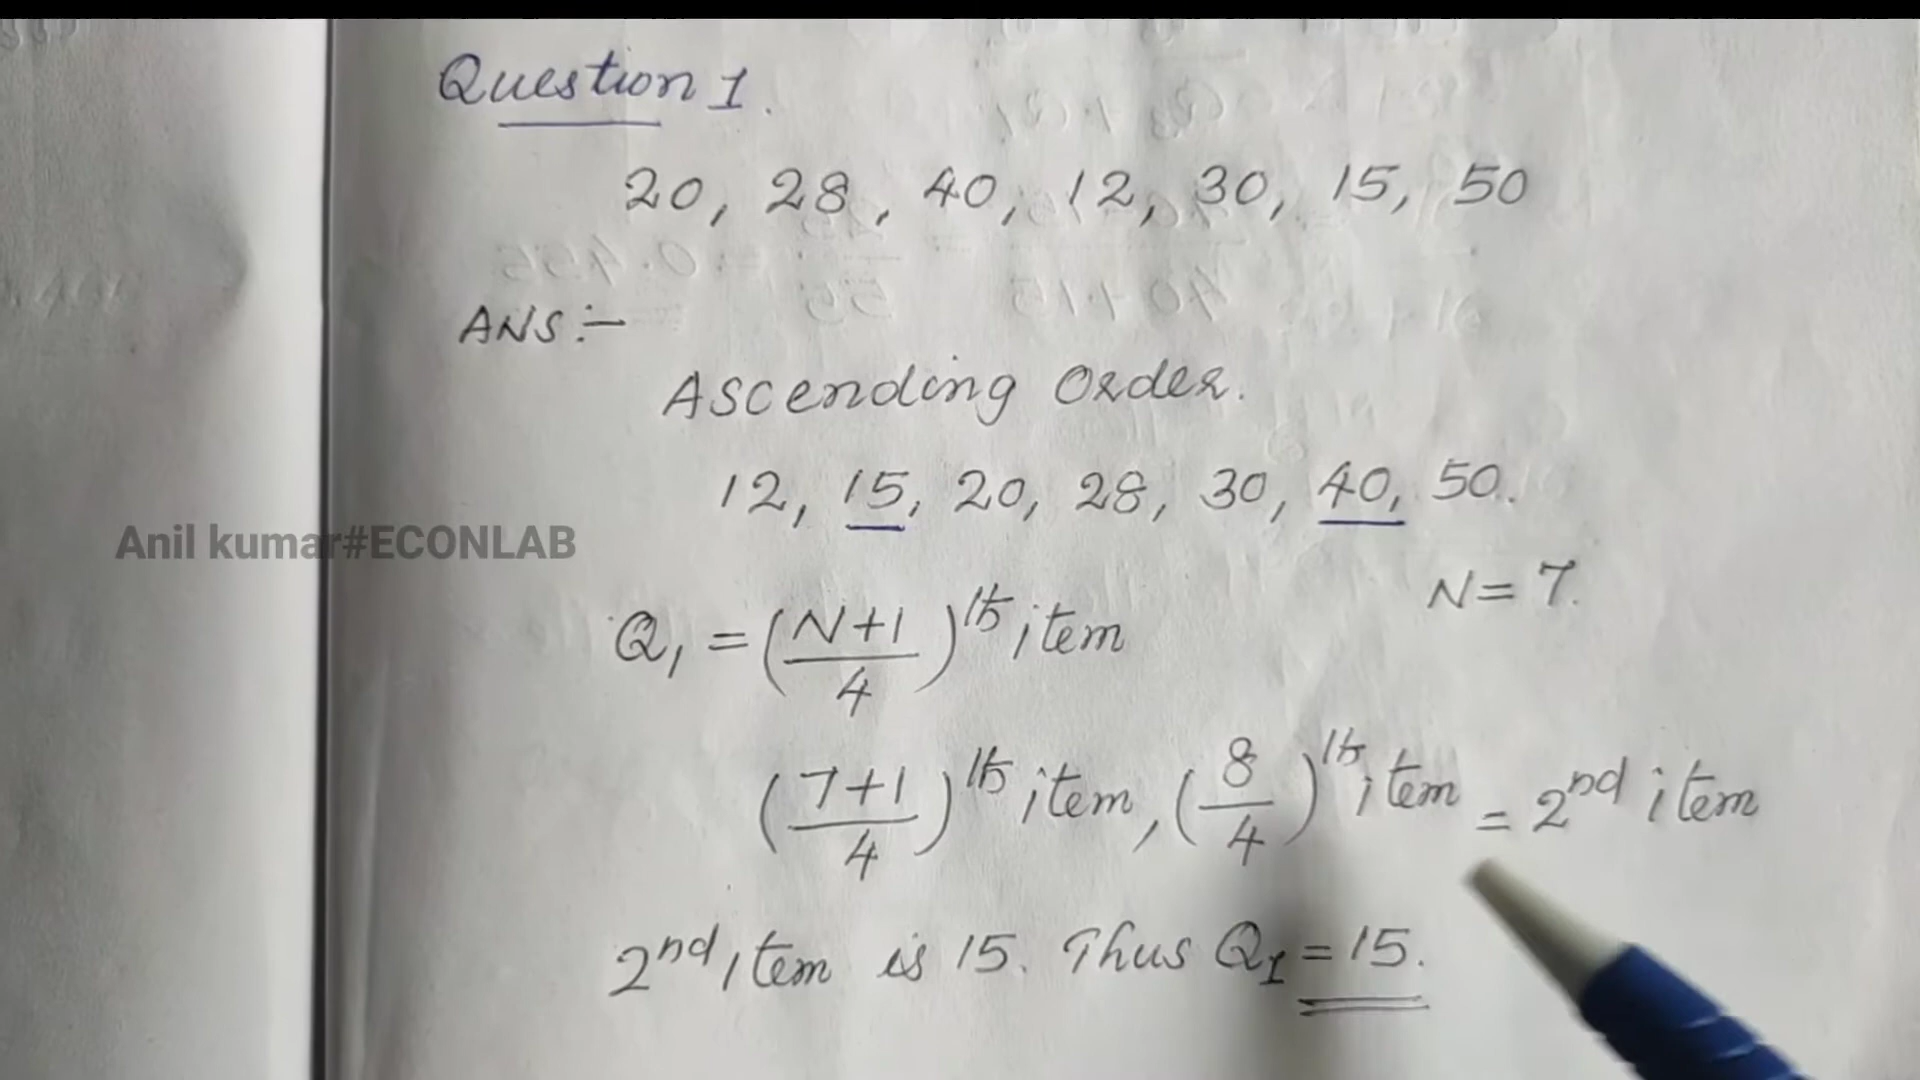 Question 1.
20, 28, 40, 12, 30, 15, 50
ANS :-
Ascending Order.
12, 15, 20, 28, 30, 40, 50.
Anil kumar#ECONLAB
N = 7.
Q₁ = (N+1/4)th item
(7+1/4)th item, (8/4)th item = 2nd item
2nd item is 15. Thus Q1 = 15.